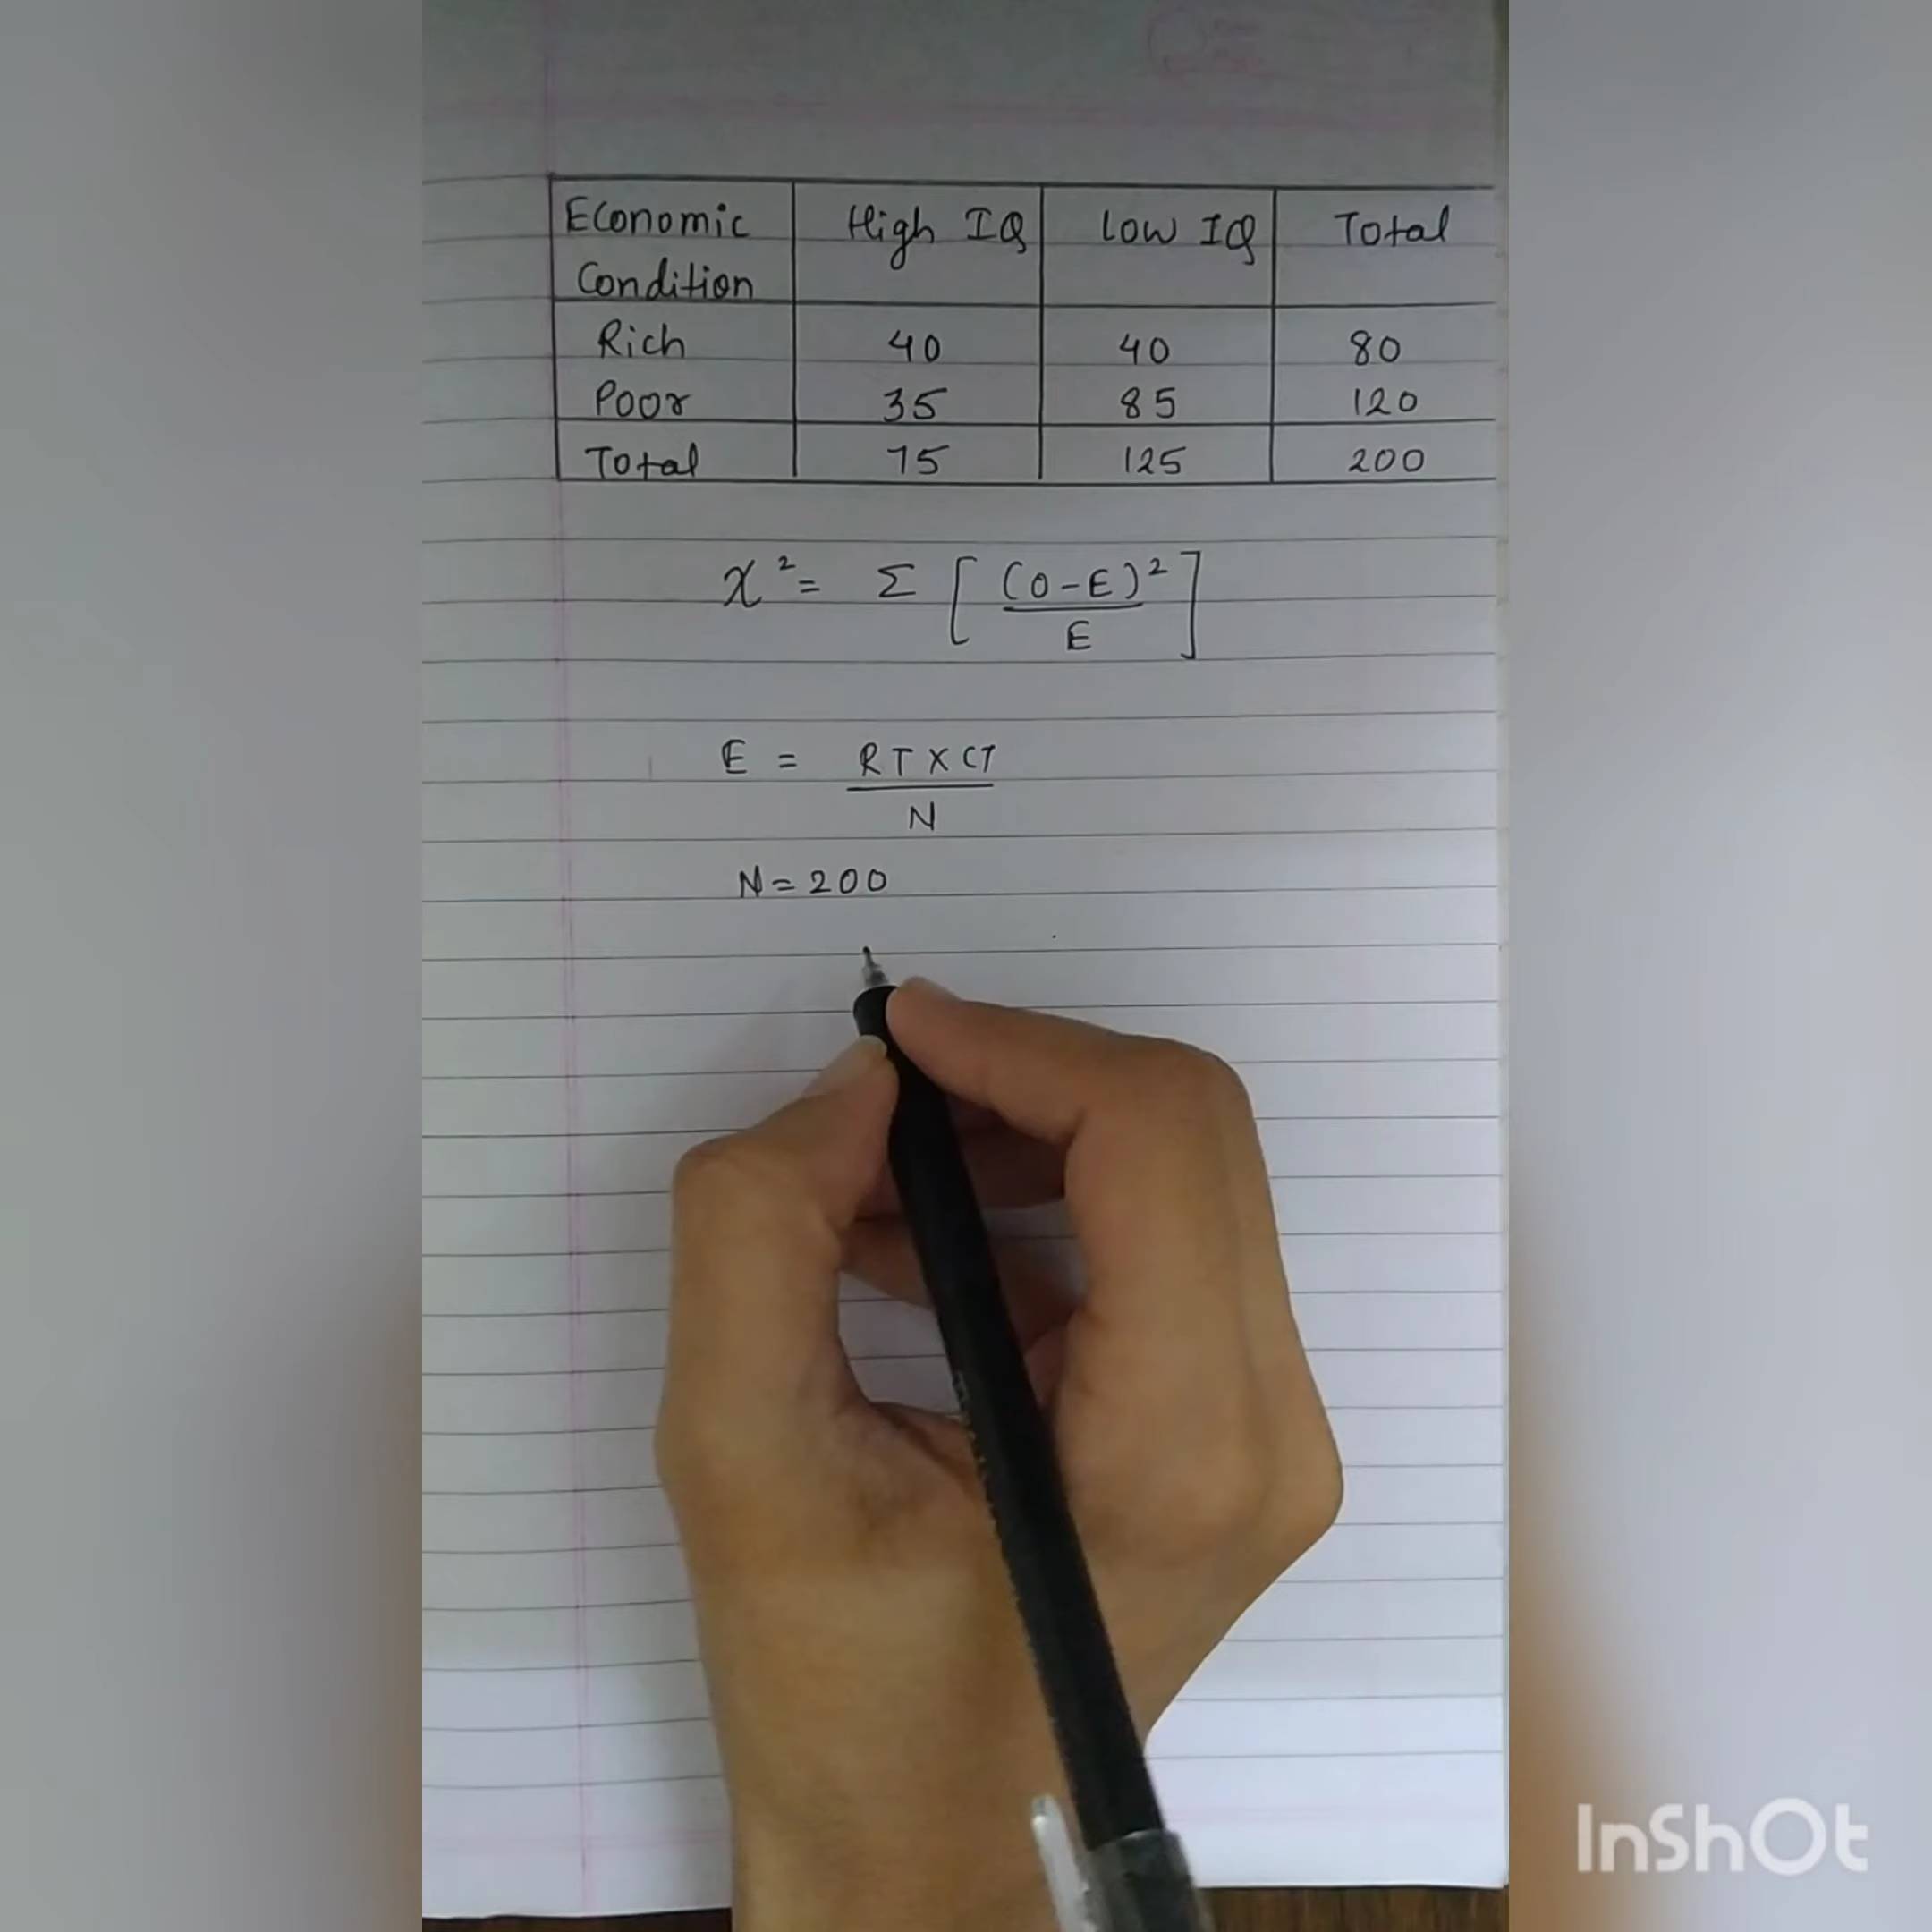 Economic Condition High IQ Low IQ Total
Rich 40 40 80
Poor 35 85 120
Total 75 125 200
χ² = Σ [ (O-E)² / E ]
E = RT X CT / N
N = 200
InShOt